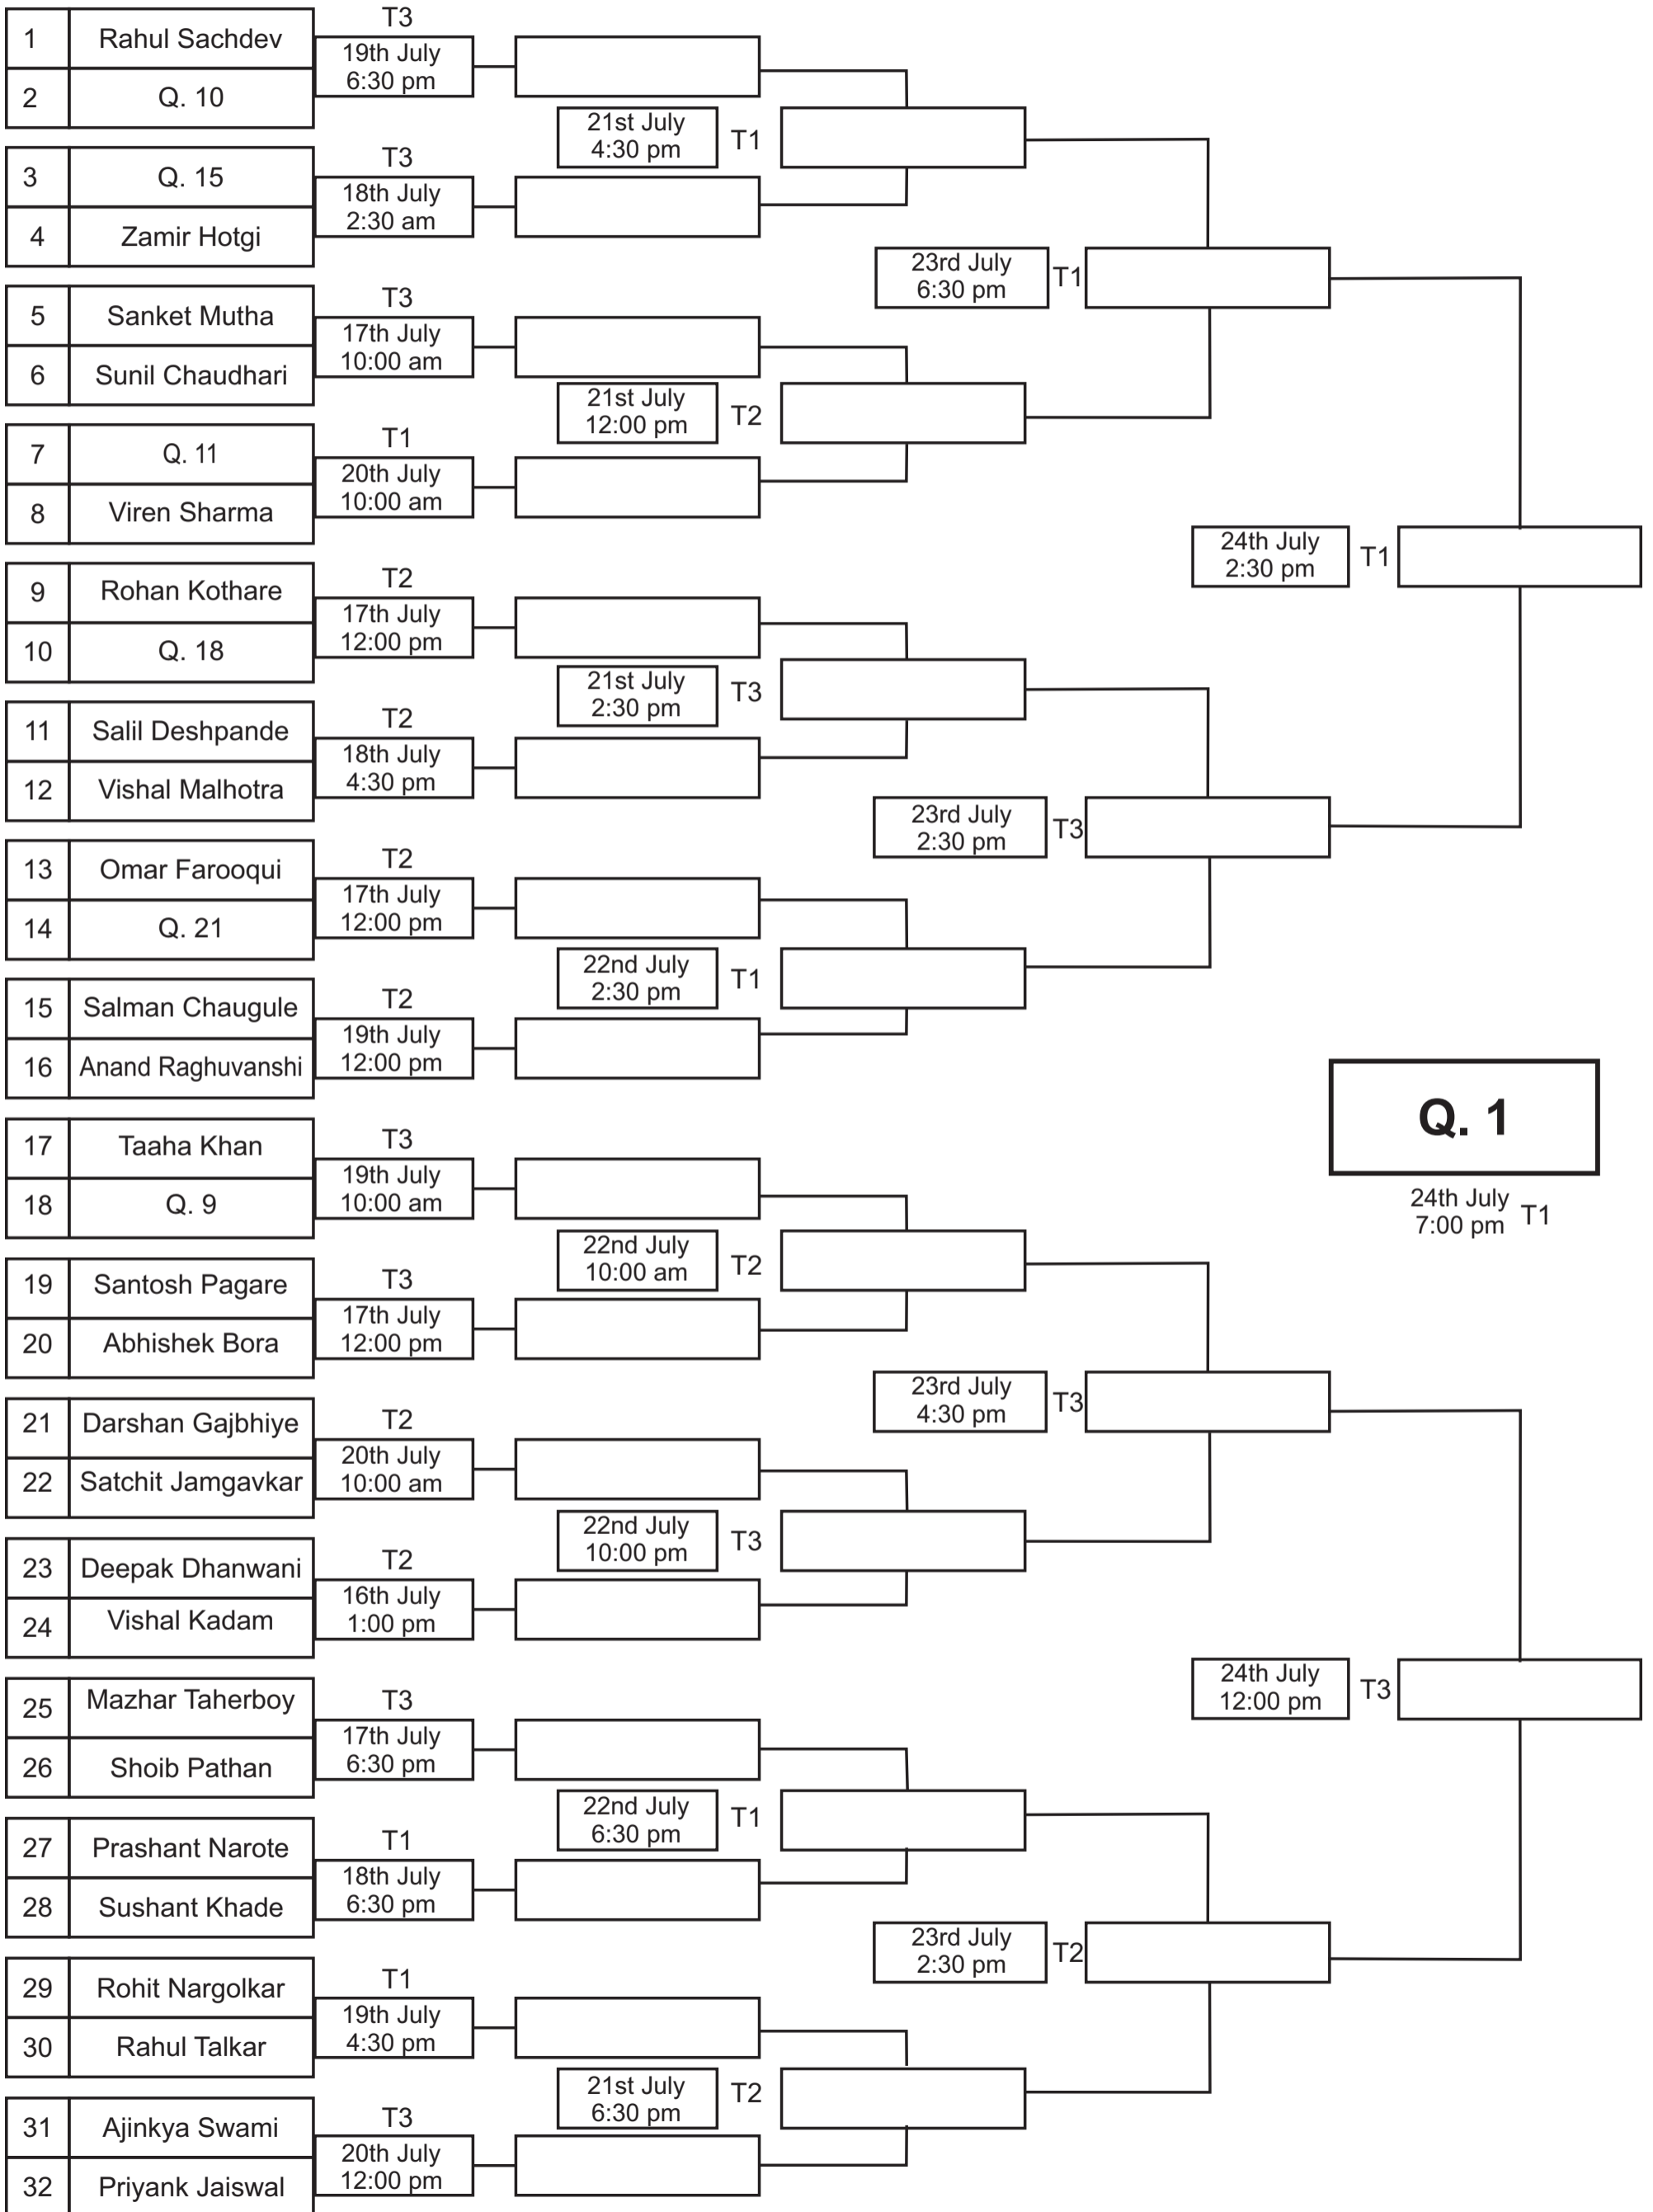 T3
1 Rahul Sachdev
19th July
6:30 pm
2 Q. 10
21st July
4:30 pm
T1
T3
3 Q. 15
18th July
2:30 am
4 Zamir Hotgi
23rd July
6:30 pm
T1
T3
5 Sanket Mutha
17th July
10:00 am
6 Sunil Chaudhari
21st July
12:00 pm
T2
T1
7 Q. 11
20th July
10:00 am
8 Viren Sharma
24th July
2:30 pm
T1
T2
9 Rohan Kothare
17th July
12:00 pm
10 Q. 18
21st July
2:30 pm
T3
T2
11 Salil Deshpande
18th July
4:30 pm
12 Vishal Malhotra
23rd July
2:30 pm
T3
T2
13 Omar Farooqui
17th July
12:00 pm
14 Q. 21
22nd July
2:30 pm
T1
T2
15 Salman Chaugule
19th July
12:00 pm
16 Anand Raghuvanshi
Q. 1
24th July
7:00 pm
T1
T3
17 Taaha Khan
19th July
10:00 am
18 Q. 9
22nd July
10:00 am
T2
T3
19 Santosh Pagare
17th July
12:00 pm
20 Abhishek Bora
23rd July
4:30 pm
T3
T2
21 Darshan Gajbhiye
20th July
10:00 am
22 Satchit Jamgavkar
22nd July
10:00 pm
T3
T2
23 Deepak Dhanwani
16th July
1:00 pm
24 Vishal Kadam
24th July
12:00 pm
T3
T3
25 Mazhar Taherboy
17th July
6:30 pm
26 Shoib Pathan
22nd July
6:30 pm
T1
T1
27 Prashant Narote
18th July
6:30 pm
28 Sushant Khade
23rd July
2:30 pm
T2
T1
29 Rohit Nargolkar
19th July
4:30 pm
30 Rahul Talkar
21st July
6:30 pm
T2
T3
31 Ajinkya Swami
20th July
12:00 pm
32 Priyank Jaiswal